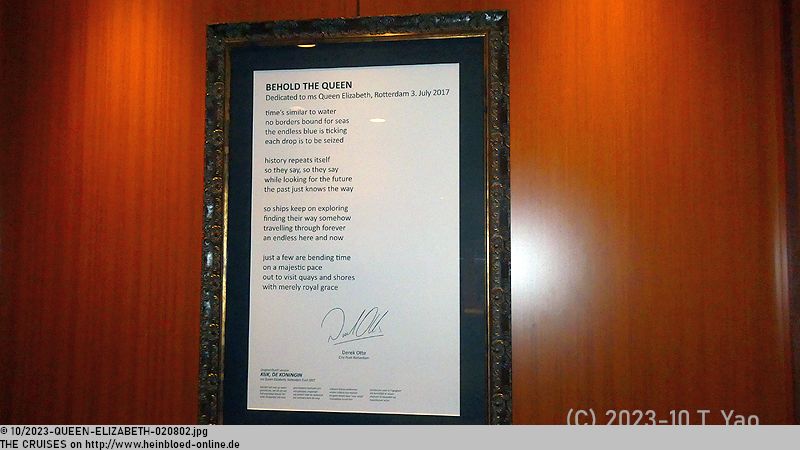 BEHOLD THE QUEEN
Dedicated to ms Queen Elizabeth, Rotterdam 3. July 2017
time's similar to water
no borders bound for seas
the endless blue is ticking
each drop is to be seized
history repeats itself
so they say, so they say
while looking for the future
the past just knows the way
so ships keep on exploring
finding their way somehow
travelling through forever
an endless here and now
just a few are bending time
on a majestic pace
out to visit quays and shores
with merely royal grace
Derek Otte
City Poet Rotterdam
KIJK, DE KONINGIN
(C) 2023-10 T. Yao
© 10/2023-QUEEN-ELIZABETH-020802.jpg
THE CRUISES on http://www.heinbloed-online.de